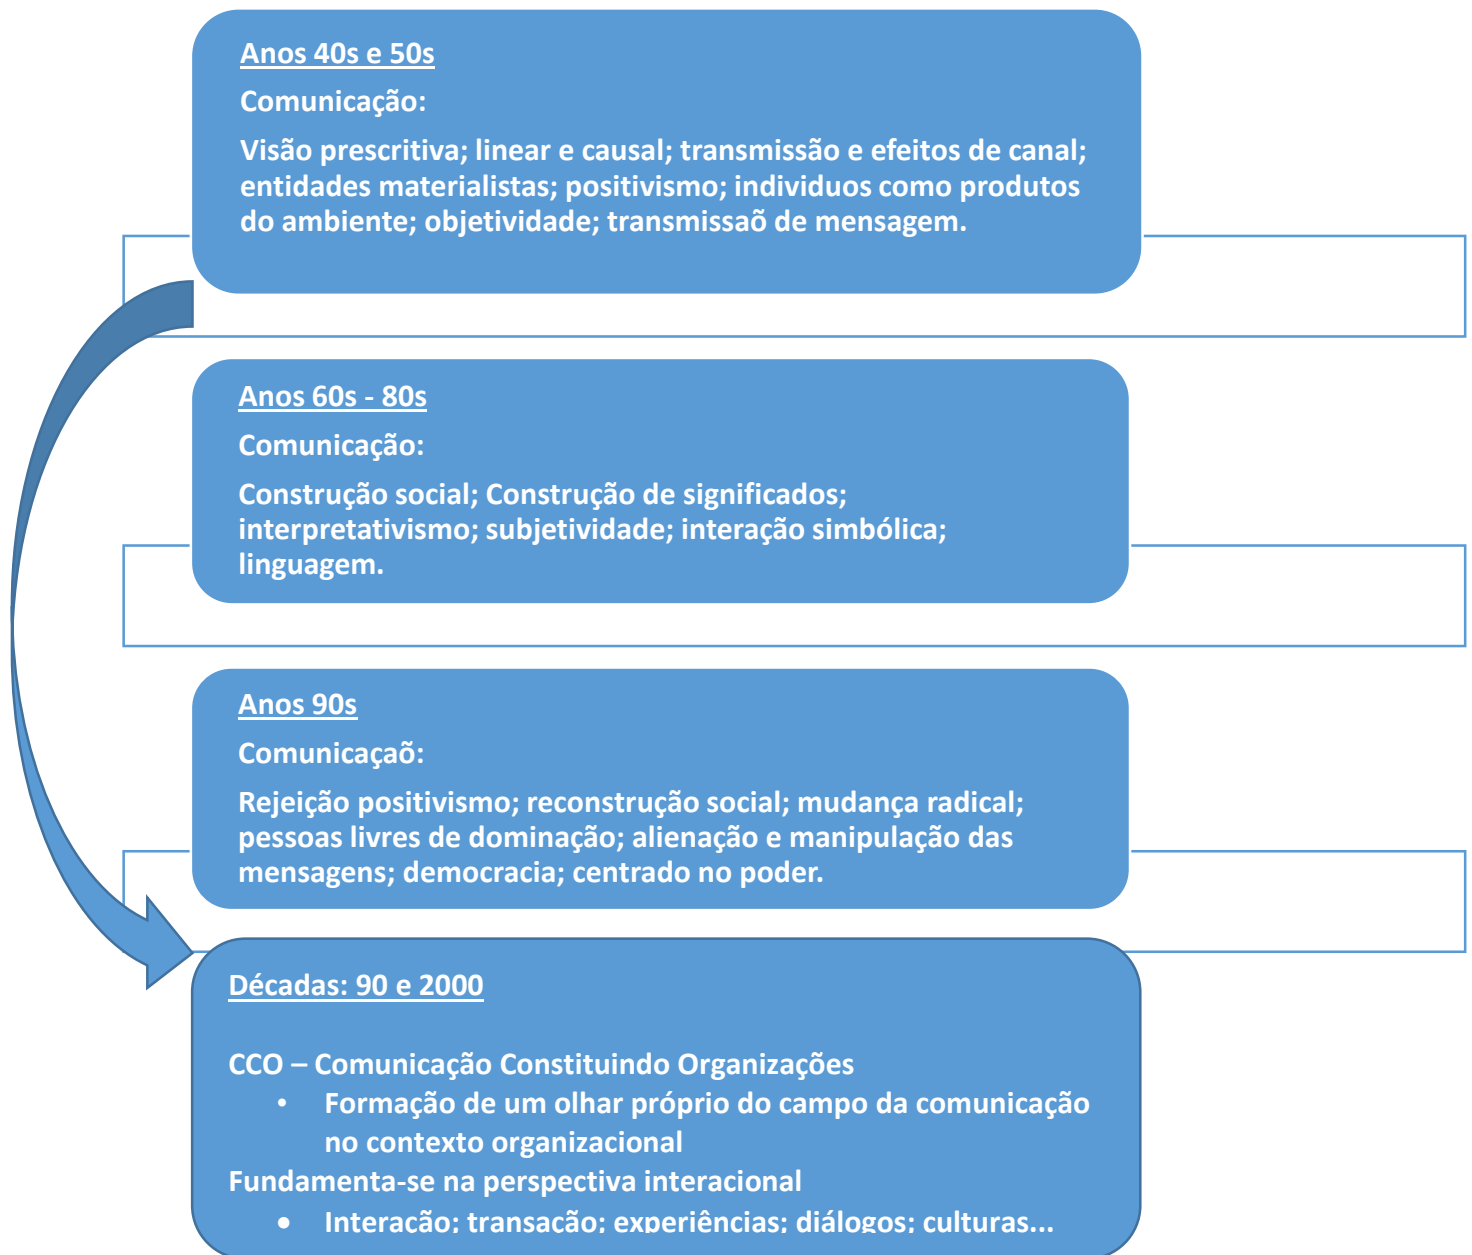 Anos 40s e 50s
Comunicação:
Visão prescritiva; linear e causal; transmissão e efeitos de canal;
entidades materialistas; positivismo; individuos como produtos
do ambiente; objetividade; transmissaõ de mensagem.
Anos 60s - 80s
Comunicação:
Construção social; Construção de significados;
interpretativismo; subjetividade; interação simbólica;
linguagem.
Anos 90s
Comunicaçaõ:
Rejeição positivismo; reconstrução social; mudança radical;
pessoas livres de dominação; alienação e manipulação das
mensagens; democracia; centrado no poder.
Décadas: 90 e 2000
CCO – Comunicação Constituindo Organizações
• Formação de um olhar próprio do campo da comunicação
no contexto organizacional
Fundamenta-se na perspectiva interacional
• Interação; transação; experiências; diálogos; culturas...